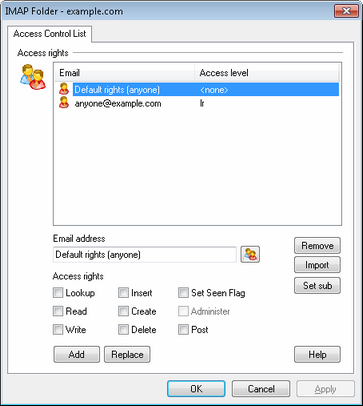 IMAP Folder - example.com
Access Control List
Access rights
Email Access level
Default rights (anyone) <none>
anyone@example.com lr
Email address
Default rights (anyone)
Remove
Access rights
Import
Lookup Insert Set Seen Flag
Set sub
Read Create Administer
Write Delete Post
Add Replace Help
OK Cancel Apply